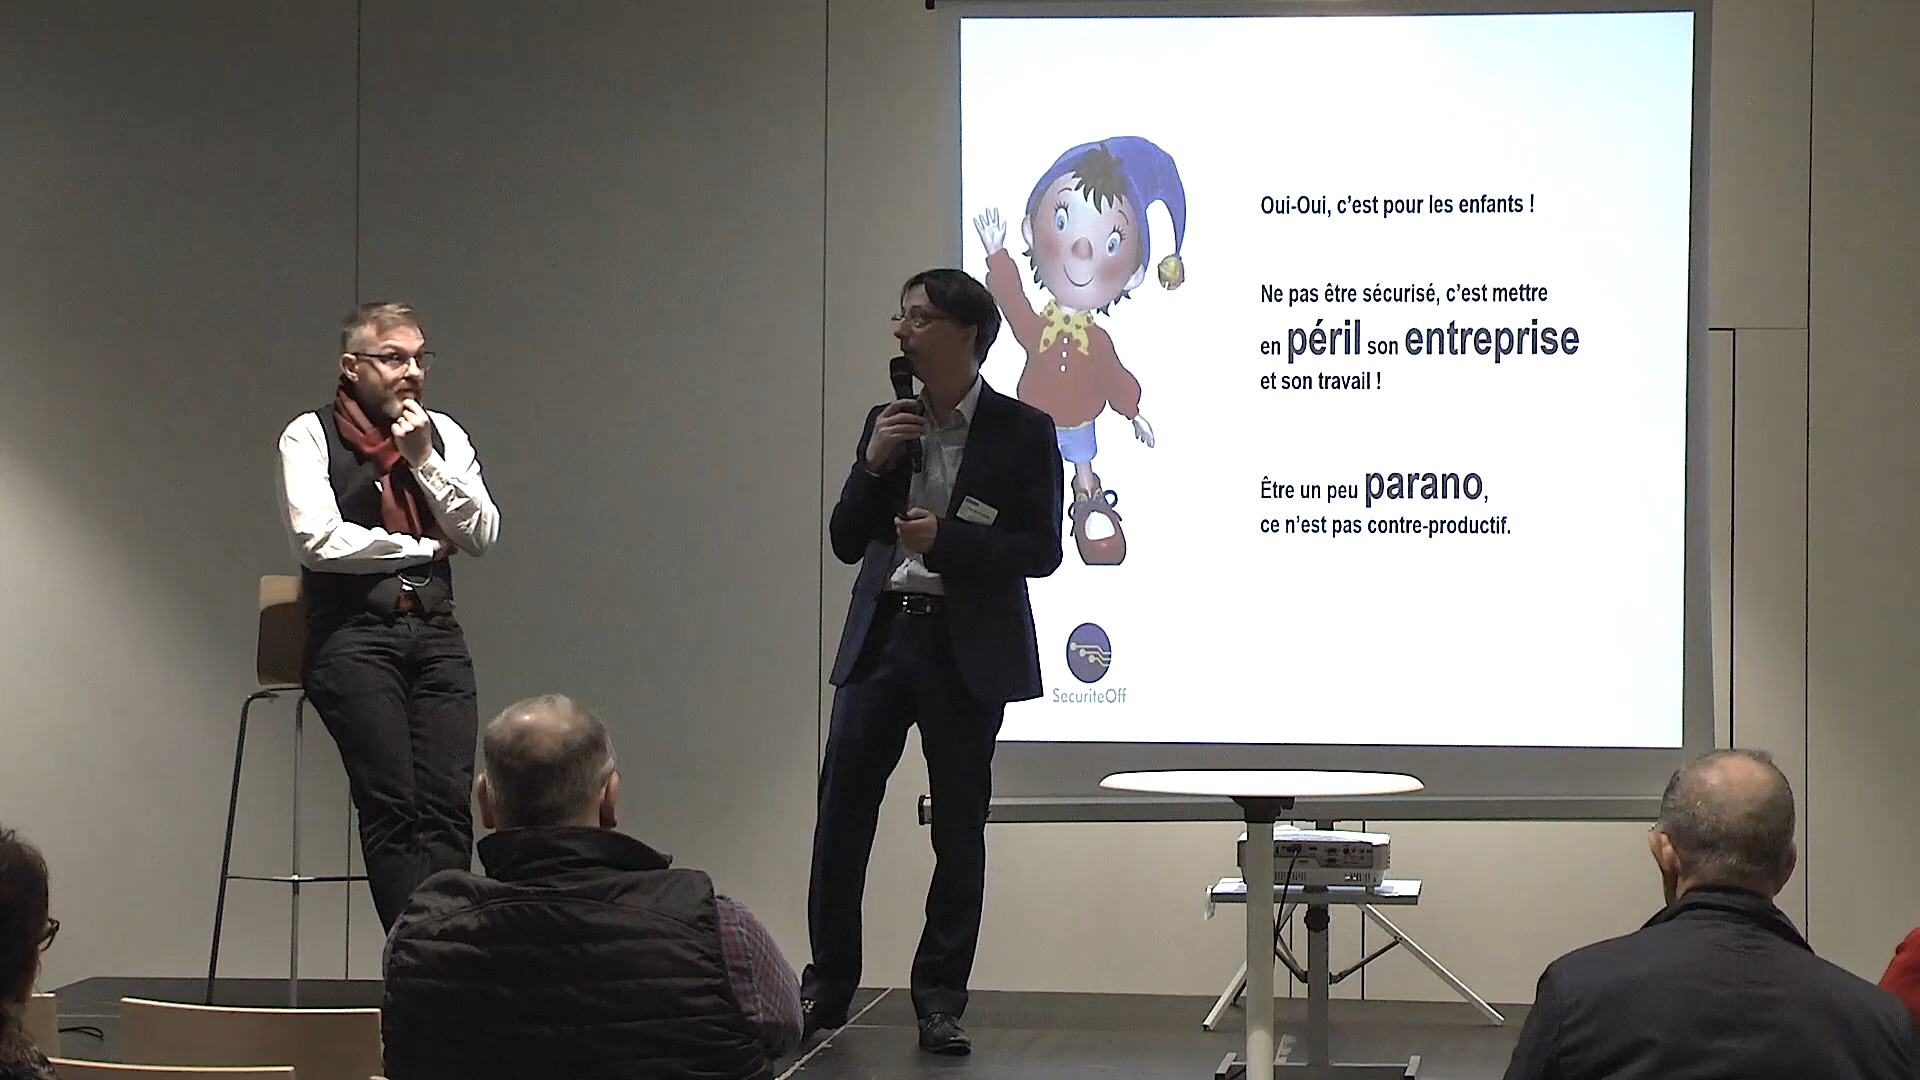 Oui-Oui, c’est pour les enfants !
Ne pas être sécurisé, c’est mettre
en péril son entreprise
et son travail !
Être un peu parano,
ce n’est pas contre-productif.
SecuriteOff